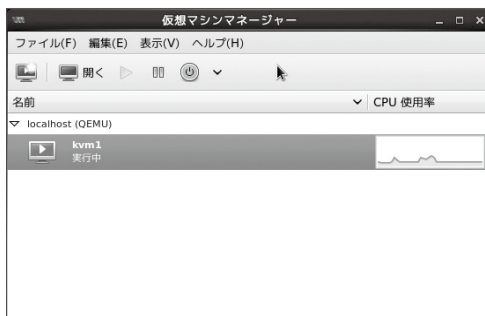 仮想マシンマネージャー
ファイル(F) 編集(E) 表示(V) ヘルプ(H)
開く
名前 CPU 使用率
localhost (QEMU)
kvm1
実行中